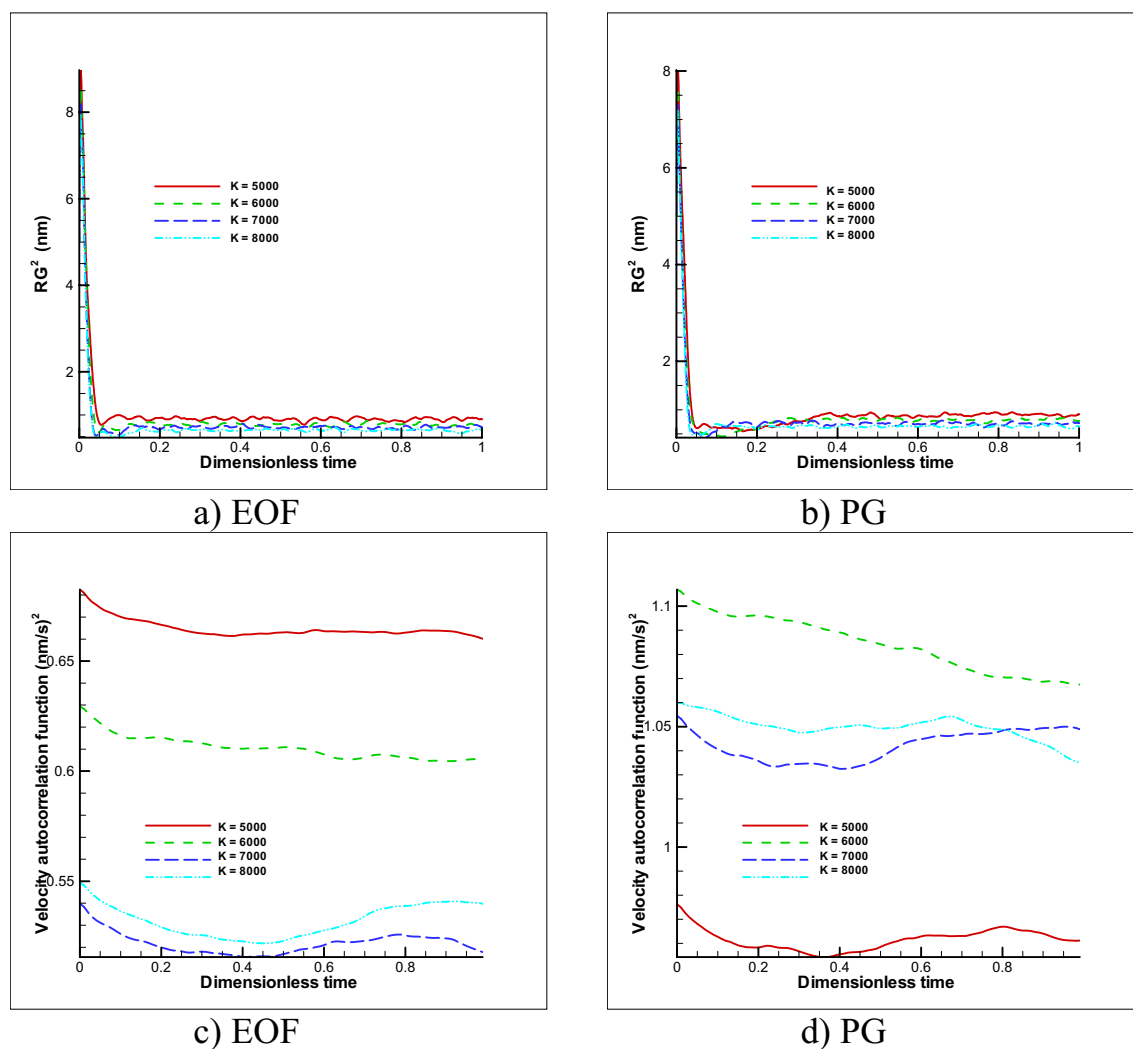 8
6
4
2
RG² (nm)
K = 5000
K = 6000
K = 7000
K = 8000
0 0.2 0.4 0.6 0.8 1
Dimensionless time
a) EOF
8
6
4
2
RG² (nm)
K = 5000
K = 6000
K = 7000
K = 8000
0 0.2 0.4 0.6 0.8 1
Dimensionless time
b) PG
0.65
0.6
0.55
Velocity autocorrelation function (nm/s)²
K = 5000
K = 6000
K = 7000
K = 8000
0 0.2 0.4 0.6 0.8
Dimensionless time
c) EOF
1.1
1.05
1
Velocity autocorrelation function (nm/s)²
K = 5000
K = 6000
K = 7000
K = 8000
0 0.2 0.4 0.6 0.8
Dimensionless time
d) PG